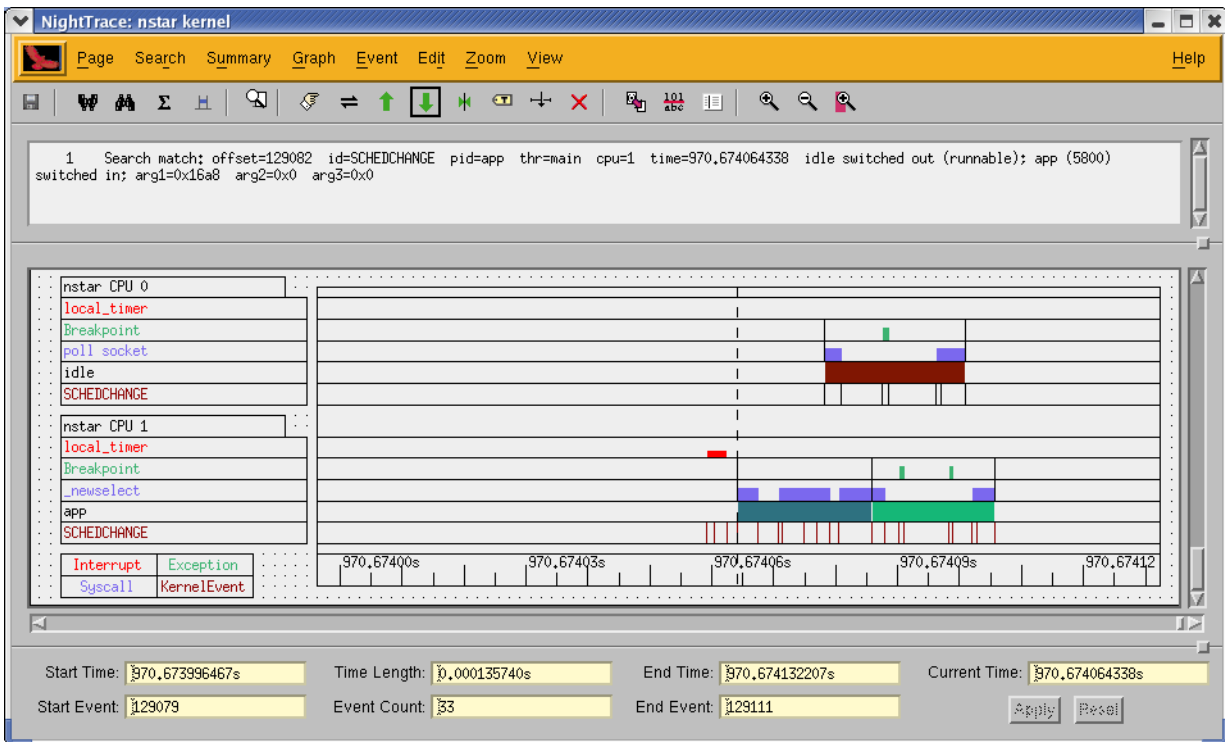 NightTrace: nstar kernel
Page Search Summary Graph Event Edit Zoom View Help
1 Search match: offset=129082 id=SCHEDCHANGE pid=app thr=main cpu=1 time=970.674064338 idle switched out (runnable); app (5800)
switched in; arg1=0x16a8 arg2=0x0 arg3=0x0
nstar CPU 0
local_timer
Breakpoint
poll socket
idle
SCHEDCHANGE
nstar CPU 1
local_timer
Breakpoint
_newselect
app
SCHEDCHANGE
Interrupt Exception
Syscall KernelEvent
970.67400s 970.67403s 970.67406s 970.67409s 970.67412
Start Time: 970.673996467s Time Length: 0.000135740s End Time: 970.674132207s Current Time: 970.674064338s
Start Event: 129079 Event Count: 33 End Event: 129111 Apply Reset